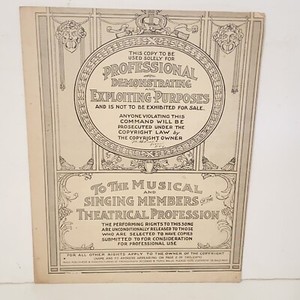 THIS COPY TO BE
USED SOLELY FOR
PROFESSIONAL
DEMONSTRATING
EXPLOITING PURPOSES
AND IS NOT TO BE EXHIBITED FOR SALE.
ANYONE VIOLATING THIS
COMMAND WILL BE
PROSECUTED UNDER THE
COPYRIGHT LAW by
THE COPYRIGHT OWNER
TO THE MUSICAL
AND
SINGING MEMBERS OF THE
THEATRICAL PROFESSION
THE PERFORMING RIGHTS TO THIS SONG
ARE UNCONDITIONALLY RELEASED TO THOSE
WHO ARE SELECTED TO HAVE COPIES
SUBMITTED TO FOR CONSIDERATION
FOR PROFESSIONAL USE
FOR ALL OTHER RIGHTS APPLY TO THE OWNER OF THE COPYRIGHT